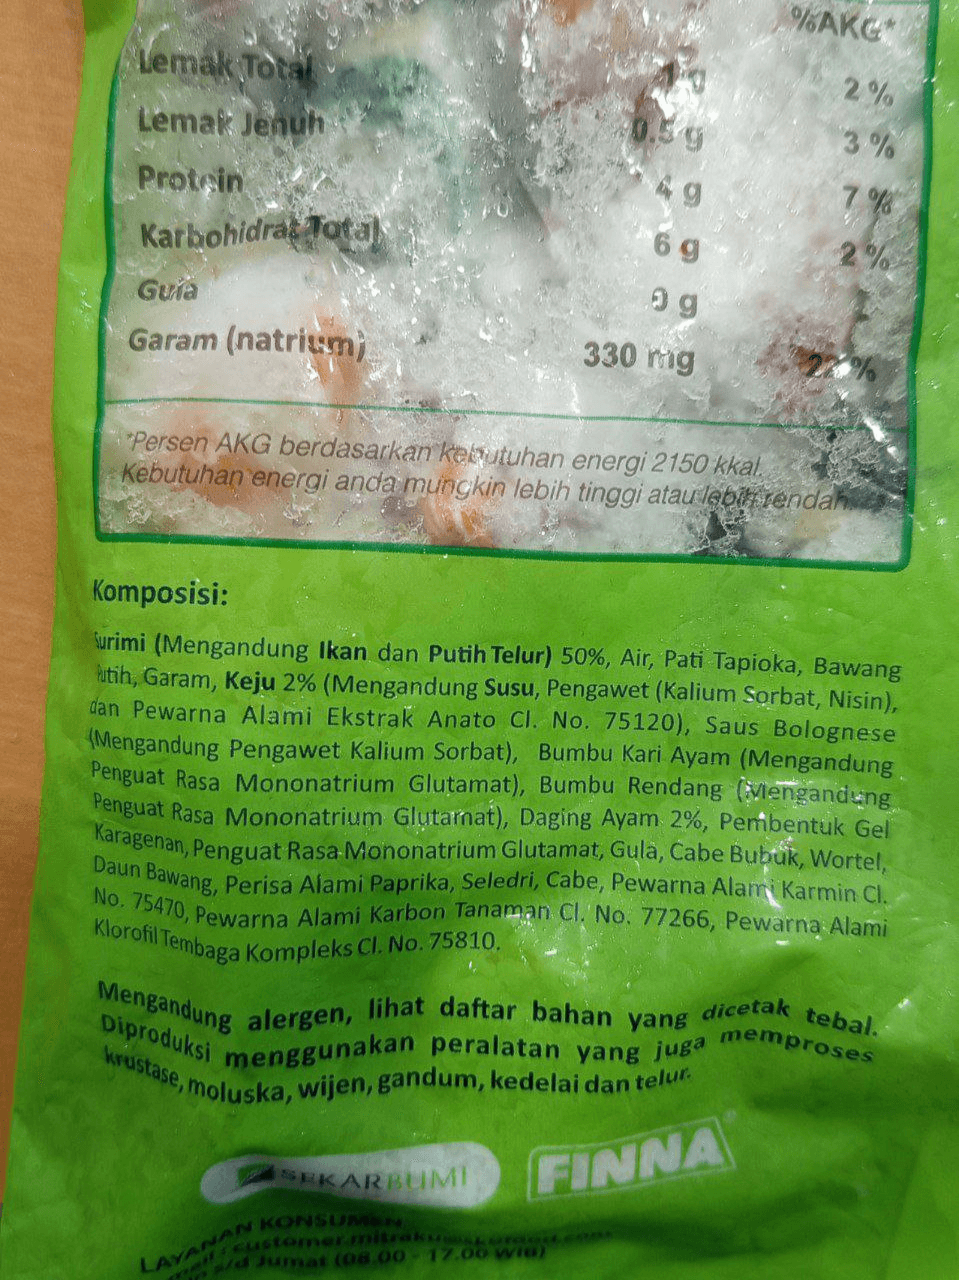 %AKG*
Lemak Total 1 g 2 %
Lemak Jenuh 0.5 g 3 %
Protein 4 g 7 %
Karbohidrat Total 6 g 2 %
Gula 0 g
Garam (natrium) 330 mg
*Persen AKG berdasarkan kebutuhan energi 2150 kkal.
Kebutuhan energi anda mungkin lebih tinggi atau lebih rendah.
Komposisi:
Surimi (Mengandung Ikan dan Putih Telur) 50%, Air, Pati Tapioka, Bawang
Putih, Garam, Keju 2% (Mengandung Susu, Pengawet (Kalium Sorbat, Nisin),
dan Pewarna Alami Ekstrak Anato Cl. No. 75120), Saus Bolognese
(Mengandung Pengawet Kalium Sorbat), Bumbu Kari Ayam (Mengandung
Penguat Rasa Mononatrium Glutamat), Bumbu Rendang (Mengandung
Penguat Rasa Mononatrium Glutamat), Daging Ayam 2%, Pembentuk Gel
Karagenan, Penguat Rasa Mononatrium Glutamat, Gula, Cabe Bubuk, Wortel,
Daun Bawang, Perisa Alami Paprika, Seledri, Cabe, Pewarna Alami Karmin Cl.
No. 75470, Pewarna Alami Karbon Tanaman Cl. No. 77266, Pewarna Alami
Klorofil Tembaga Kompleks Cl. No. 75810.
Mengandung alergen, lihat daftar bahan yang dicetak tebal.
Diproduksi menggunakan peralatan yang juga memproses
krustase, moluska, wijen, gandum, kedelai dan telur.
SEKARBUMI FINNA
LAYANAN KONSUMEN
s/d Jumat (08.00 - 17.00 WIB)